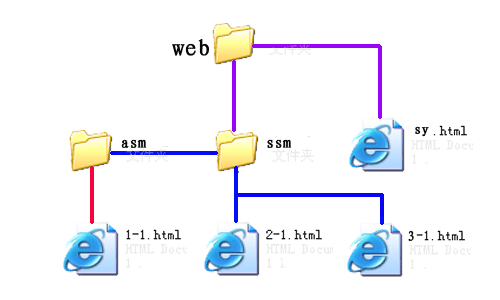 web
文件夹
sy.html
HTML Docu
1 .
asm
文件夹
ssm
文件夹
1-1.html
HTML Docu
1 .
2-1.html
HTML Docum
1 l
3-1.html
HTML Docu
1 .